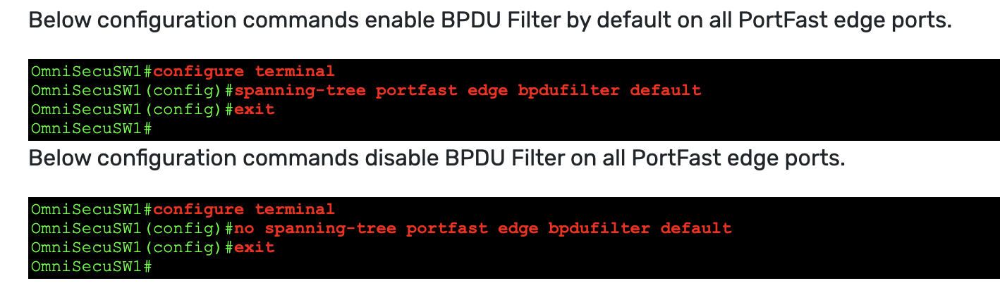 Below configuration commands enable BPDU Filter by default on all PortFast edge ports.
OmniSecuSW1#configure terminal
OmniSecuSW1(config)#spanning-tree portfast edge bpdufilter default
OmniSecuSW1(config)#exit
OmniSecuSW1#
Below configuration commands disable BPDU Filter on all PortFast edge ports.
OmniSecuSW1#configure terminal
OmniSecuSW1(config)#no spanning-tree portfast edge bpdufilter default
OmniSecuSW1(config)#exit
OmniSecuSW1#